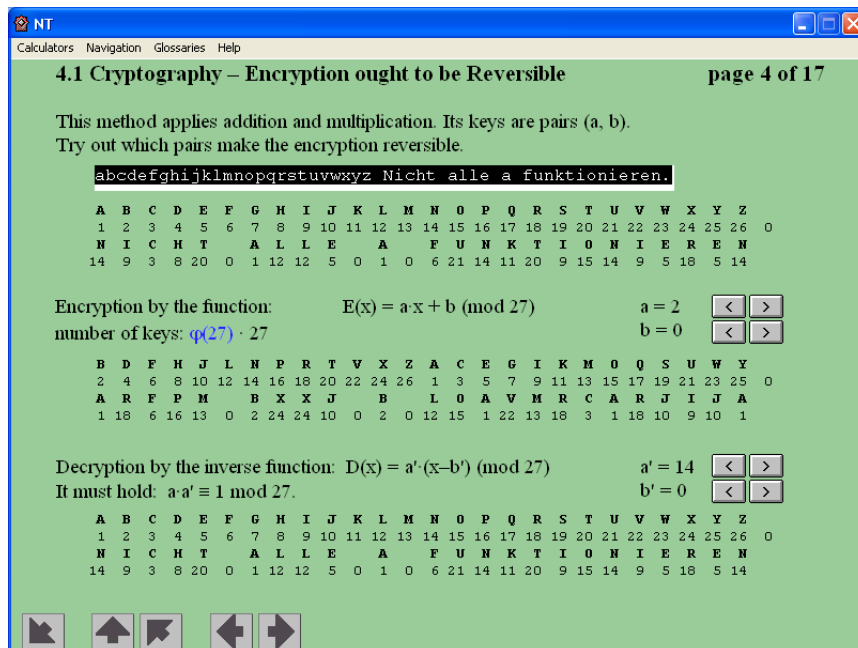 NT
Calculators Navigation Glossaries Help
4.1 Cryptography – Encryption ought to be Reversible page 4 of 17
This method applies addition and multiplication. Its keys are pairs (a, b).
Try out which pairs make the encryption reversible.
abcdefghijklmnopqrstuvwxyz Nicht alle a funktionieren.
A B C D E F G H I J K L M N O P Q R S T U V W X Y Z
1 2 3 4 5 6 7 8 9 10 11 12 13 14 15 16 17 18 19 20 21 22 23 24 25 26 0
N I C H T A L L E A F U N K T I O N I E R E N
14 9 3 8 20 0 1 12 12 5 0 1 0 6 21 14 11 20 9 15 14 9 5 18 5 14
Encryption by the function: E(x) = a·x + b (mod 27) a = 2 < >
number of keys: φ(27) · 27 b = 0 < >
B D F H J L N P R T V X Z A C E G I K M O Q S U W Y
2 4 6 8 10 12 14 16 18 20 22 24 26 1 3 5 7 9 11 13 15 17 19 21 23 25 0
A R F P M B X X J B L O A V M R C A R J I J A
1 18 6 16 13 0 2 24 24 10 0 2 0 12 15 1 22 13 18 3 1 18 10 9 10 1
Decryption by the inverse function: D(x) = a'·(x–b') (mod 27) a' = 14 < >
It must hold: a·a' ≡ 1 mod 27. b' = 0 < >
A B C D E F G H I J K L M N O P Q R S T U V W X Y Z
1 2 3 4 5 6 7 8 9 10 11 12 13 14 15 16 17 18 19 20 21 22 23 24 25 26 0
N I C H T A L L E A F U N K T I O N I E R E N
14 9 3 8 20 0 1 12 12 5 0 1 0 6 21 14 11 20 9 15 14 9 5 18 5 14